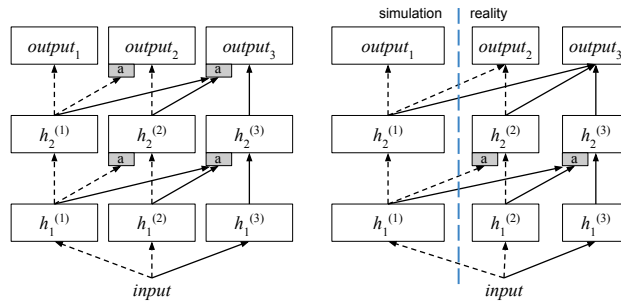 simulation reality
output₁ output₂ output₃ output₁ output₂ output₃
a a
h₂⁽¹⁾ h₂⁽²⁾ h₂⁽³⁾ h₂⁽¹⁾ h₂⁽²⁾ h₂⁽³⁾
a a a a
h₁⁽¹⁾ h₁⁽²⁾ h₁⁽³⁾ h₁⁽¹⁾ h₁⁽²⁾ h₁⁽³⁾
input input